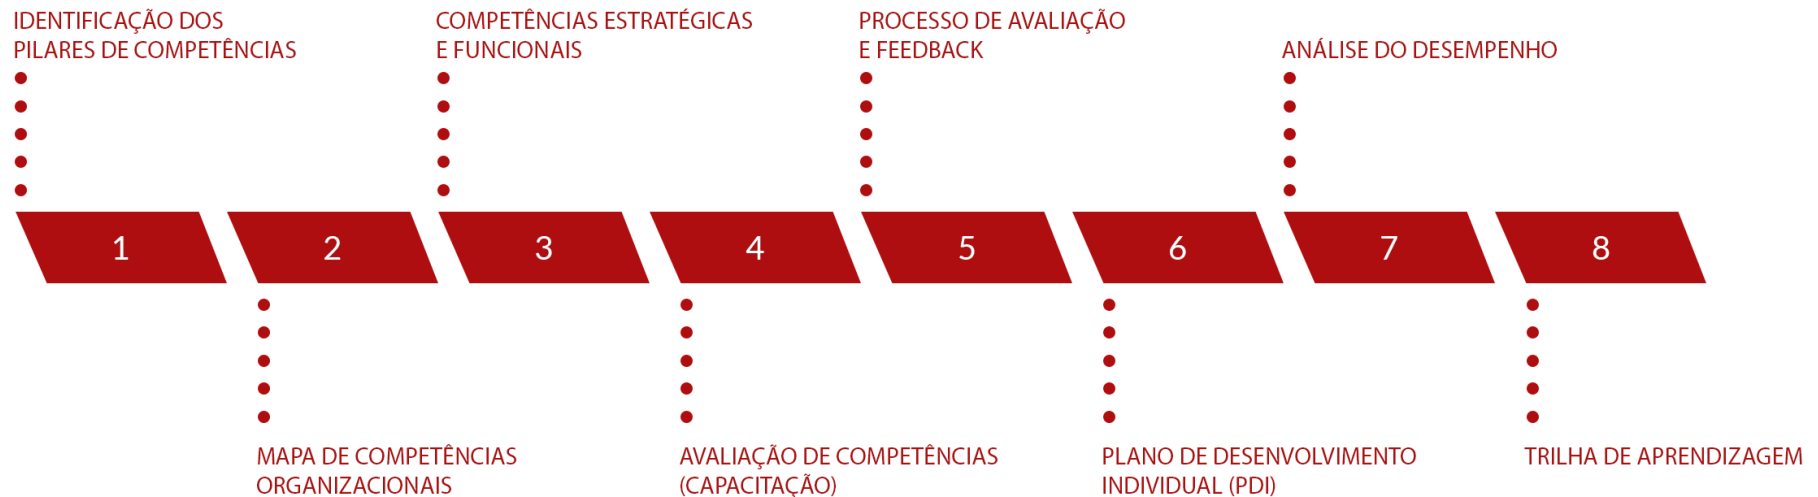 IDENTIFICAÇÃO DOS
PILARES DE COMPETÊNCIAS
COMPETÊNCIAS ESTRATÉGICAS
E FUNCIONAIS
PROCESSO DE AVALIAÇÃO
E FEEDBACK
ANÁLISE DO DESEMPENHO
1
2
3
4
5
6
7
8
MAPA DE COMPETÊNCIAS
ORGANIZACIONAIS
AVALIAÇÃO DE COMPETÊNCIAS
(CAPACITAÇÃO)
PLANO DE DESENVOLVIMENTO
INDIVIDUAL (PDI)
TRILHA DE APRENDIZAGEM